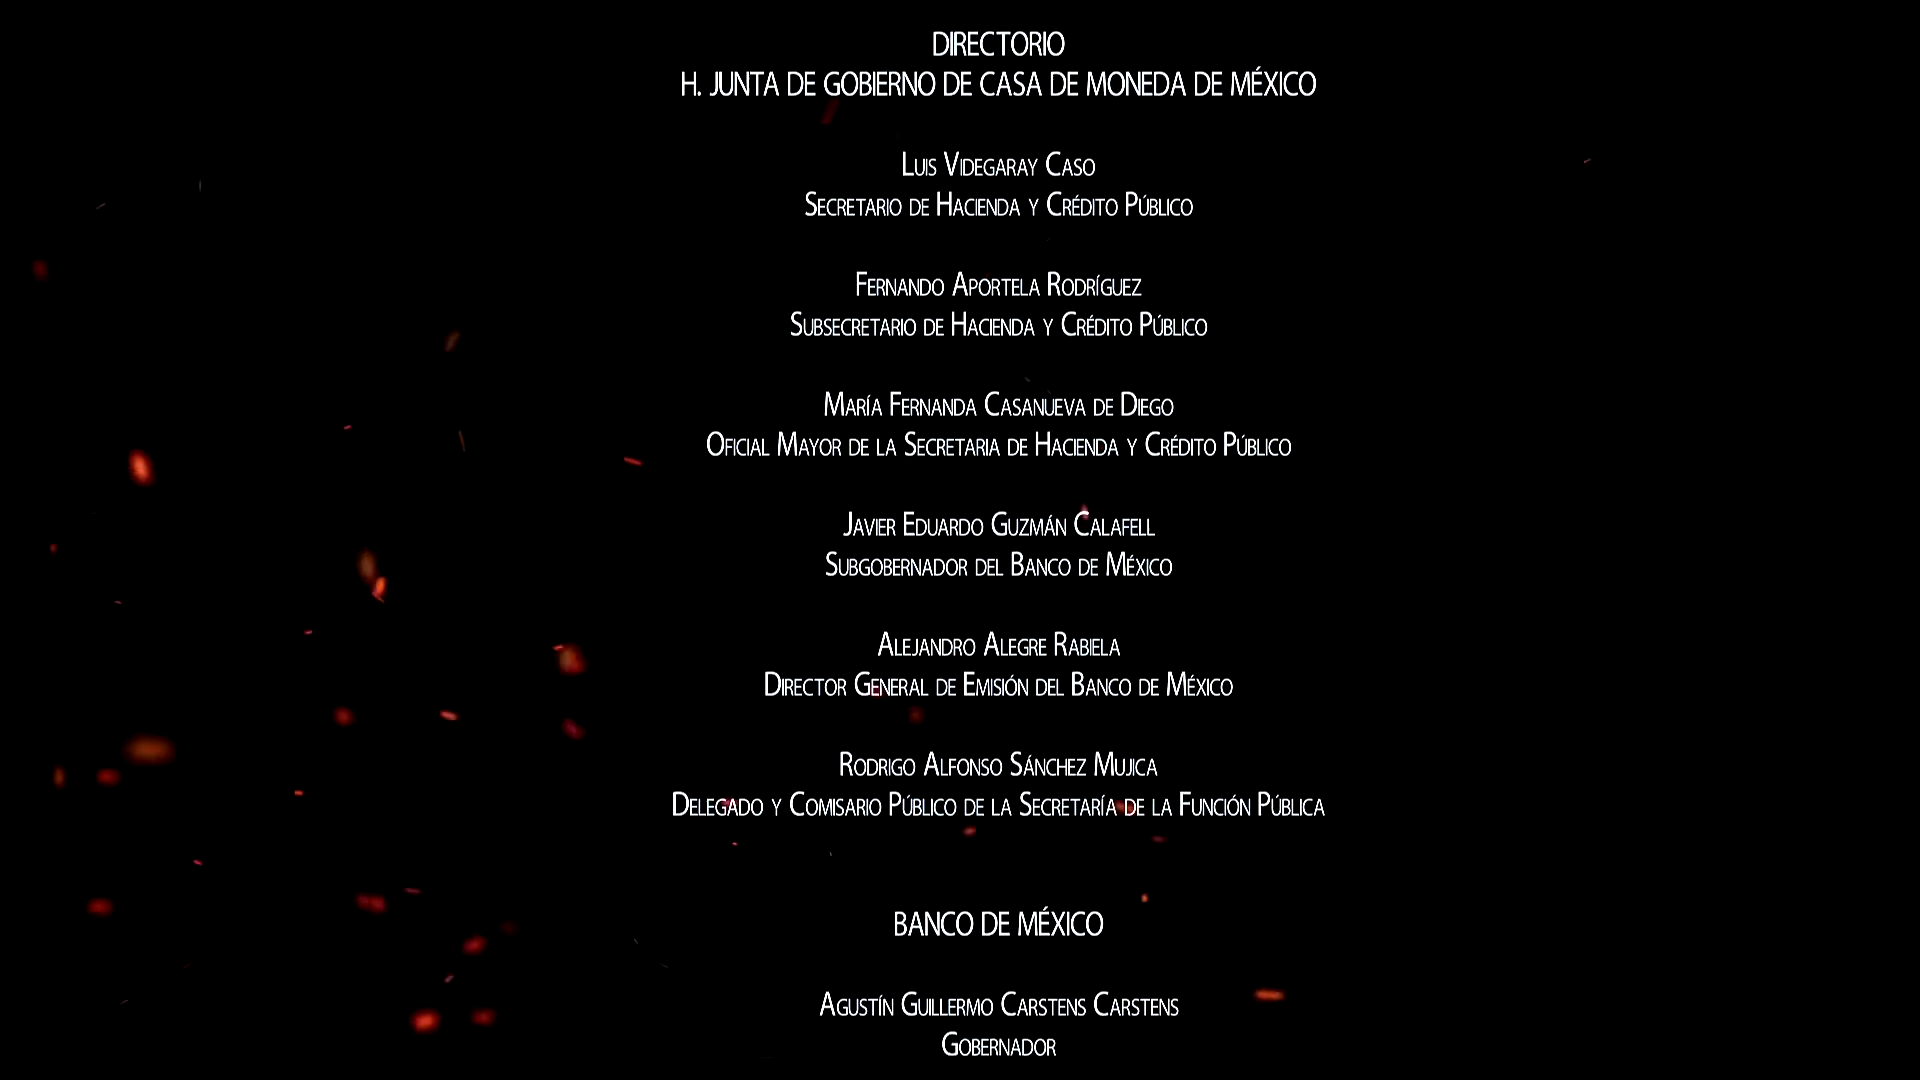 DIRECTORIO
H. JUNTA DE GOBIERNO DE CASA DE MONEDA DE MÉXICO
Luis Videgaray Caso
Secretario de Hacienda y Crédito Público
Fernando Aportela Rodríguez
Subsecretario de Hacienda y Crédito Público
María Fernanda Casanueva de Diego
Oficial Mayor de la Secretaria de Hacienda y Crédito Público
Javier Eduardo Guzmán Calafell
Subgobernador del Banco de México
Alejandro Alegre Rabiela
Director General de Emisión del Banco de México
Rodrigo Alfonso Sánchez Mujica
Delegado y Comisario Público de la Secretaría de la Función Pública
BANCO DE MÉXICO
Agustín Guillermo Carstens Carstens
Gobernador